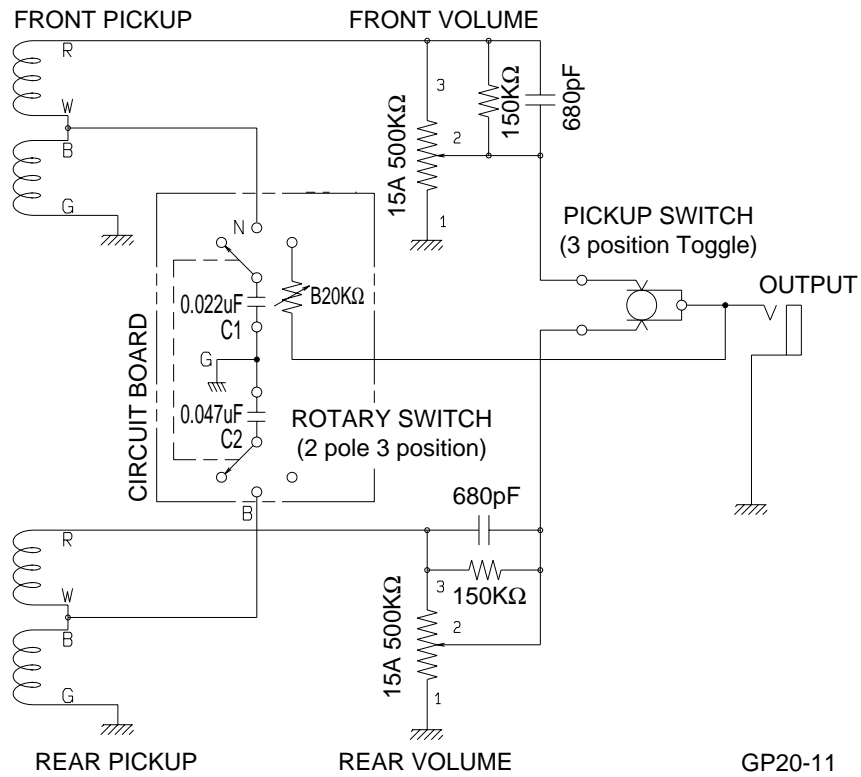 FRONT PICKUP
FRONT VOLUME
R
W
B
G
3
2
1
15A 500KΩ
150KΩ
680pF
PICKUP SWITCH
(3 position Toggle)
OUTPUT
N
0.022uF
C1
B20KΩ
G
0.047uF
C2
CIRCUIT BOARD
ROTARY SWITCH
(2 pole 3 position)
B
R
W
B
G
680pF
150KΩ
3
2
1
15A 500KΩ
REAR PICKUP
REAR VOLUME
GP20-11